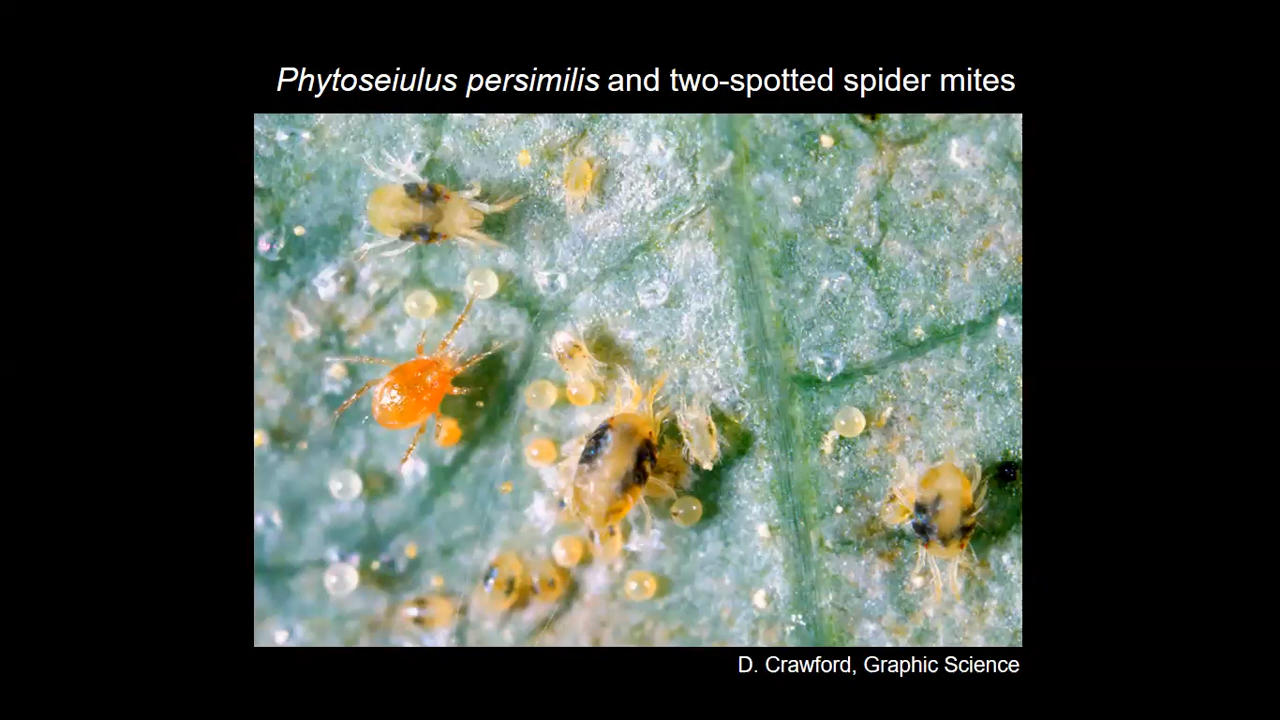 Phytoseiulus persimilis and two-spotted spider mites
D. Crawford, Graphic Science